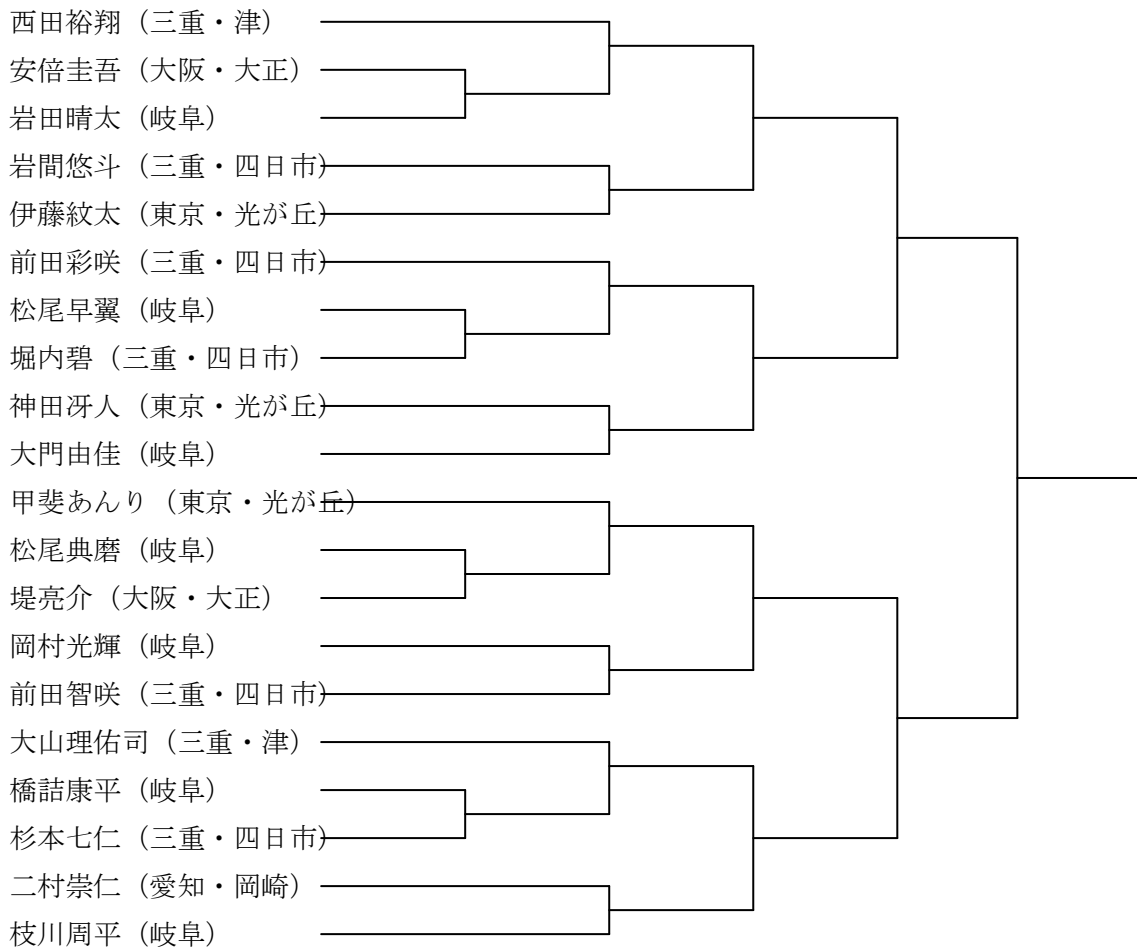 西田裕翔（三重・津）
安倍圭吾（大阪・大正）
岩田晴太（岐阜）
岩間悠斗（三重・四日市）
伊藤紋太（東京・光が丘）
前田彩咲（三重・四日市）
松尾早翼（岐阜）
堀内碧（三重・四日市）
神田冴人（東京・光が丘）
大門由佳（岐阜）
甲斐あんり（東京・光が丘）
松尾典磨（岐阜）
堤亮介（大阪・大正）
岡村光輝（岐阜）
前田智咲（三重・四日市）
大山理佑司（三重・津）
橋詰康平（岐阜）
杉本七仁（三重・四日市）
二村崇仁（愛知・岡崎）
枝川周平（岐阜）